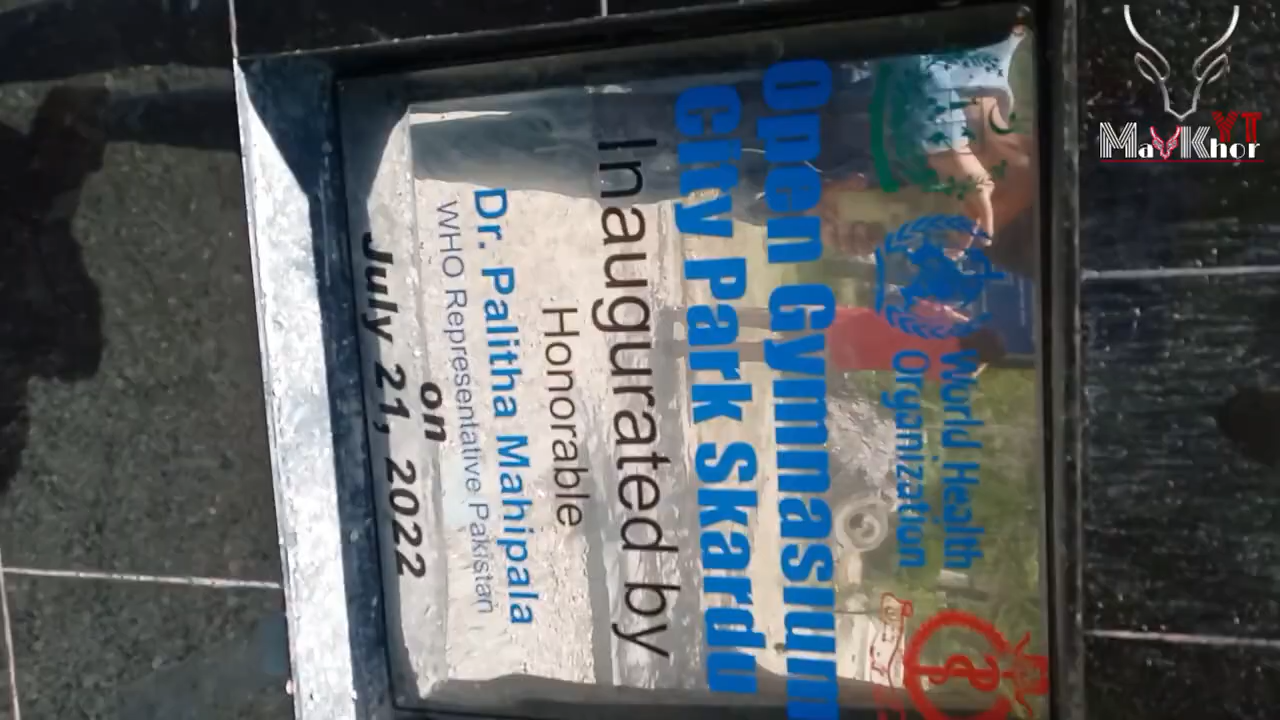 World Health
Organization
Open Gymnasium
City Park Skardu
Inaugurated by
Honorable
Dr. Palitha Mahipala
WHO Representative Pakistan
on
July 21, 2022
MarKhor YT